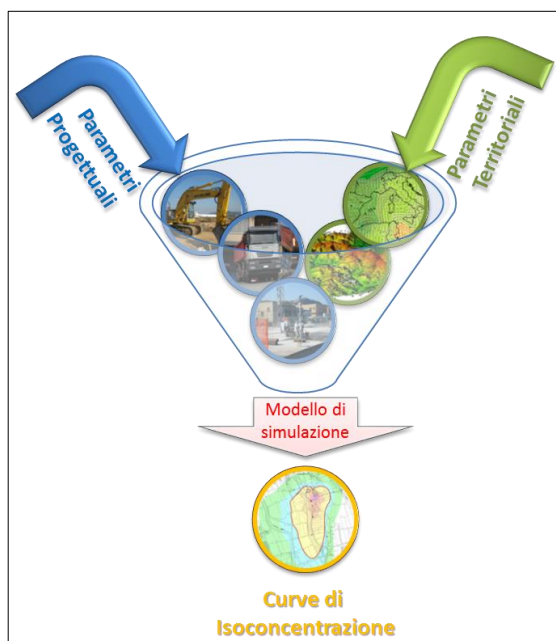 Parametri
Progettuali
Parametri
Territoriali
Modello di
simulazione
Curve di
Isoconcentrazione